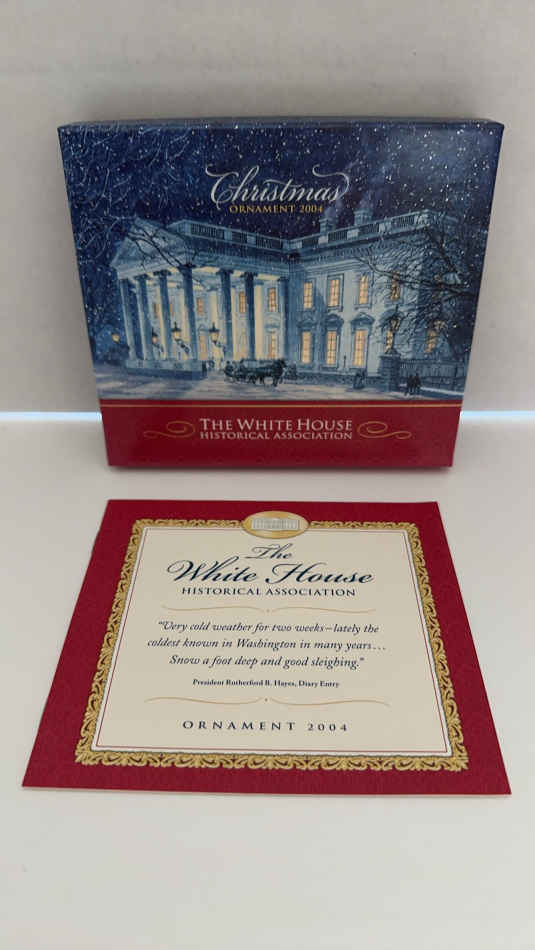 Christmas
ORNAMENT 2004
THE WHITE HOUSE
HISTORICAL ASSOCIATION
The
White House
HISTORICAL ASSOCIATION
“Very cold weather for two weeks–lately the
coldest known in Washington in many years...
Snow a foot deep and good sleighing.”
President Rutherford B. Hayes, Diary Entry
ORNAMENT 2004